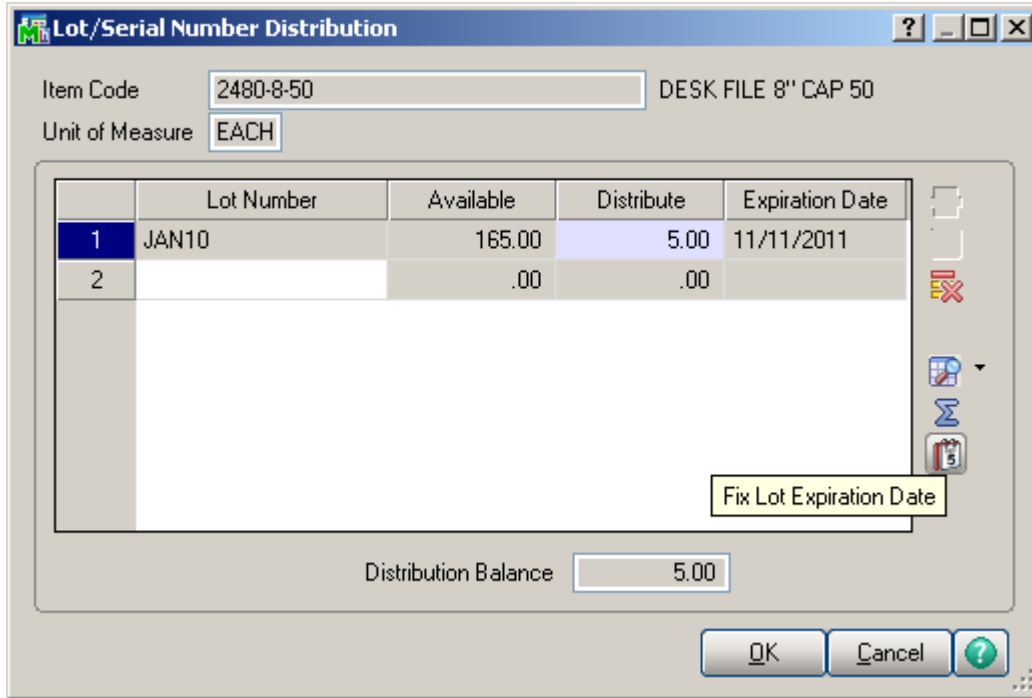 Lot/Serial Number Distribution
Item Code 2480-8-50 DESK FILE 8" CAP 50
Unit of Measure EACH
Lot Number Available Distribute Expiration Date
1 JAN10 165.00 5.00 11/11/2011
2 .00 .00
Fix Lot Expiration Date
Distribution Balance 5.00
OK Cancel